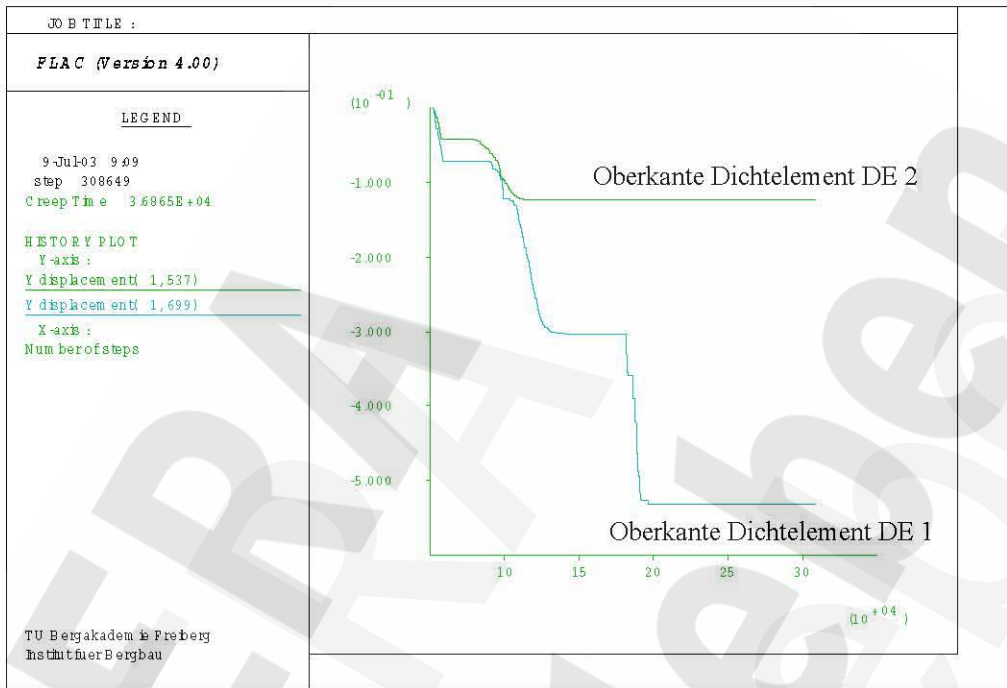 JOB TITLE :
FLAC (Version 4.00)
LEGEND
9-Jul-03 9:09
step 308649
Creep Time 3.6865E+04
HISTORY PLOT
Y-axis :
Y displacement( 1,537)
Y displacement( 1,699)
X-axis :
Number of steps
TU Bergakademie Freiberg
Institut fuer Bergbau
(10 -01 )
-1.000
-2.000
-3.000
-4.000
-5.000
Oberkante Dichtelement DE 2
Oberkante Dichtelement DE 1
10 15 20 25 30
(10 +04 )